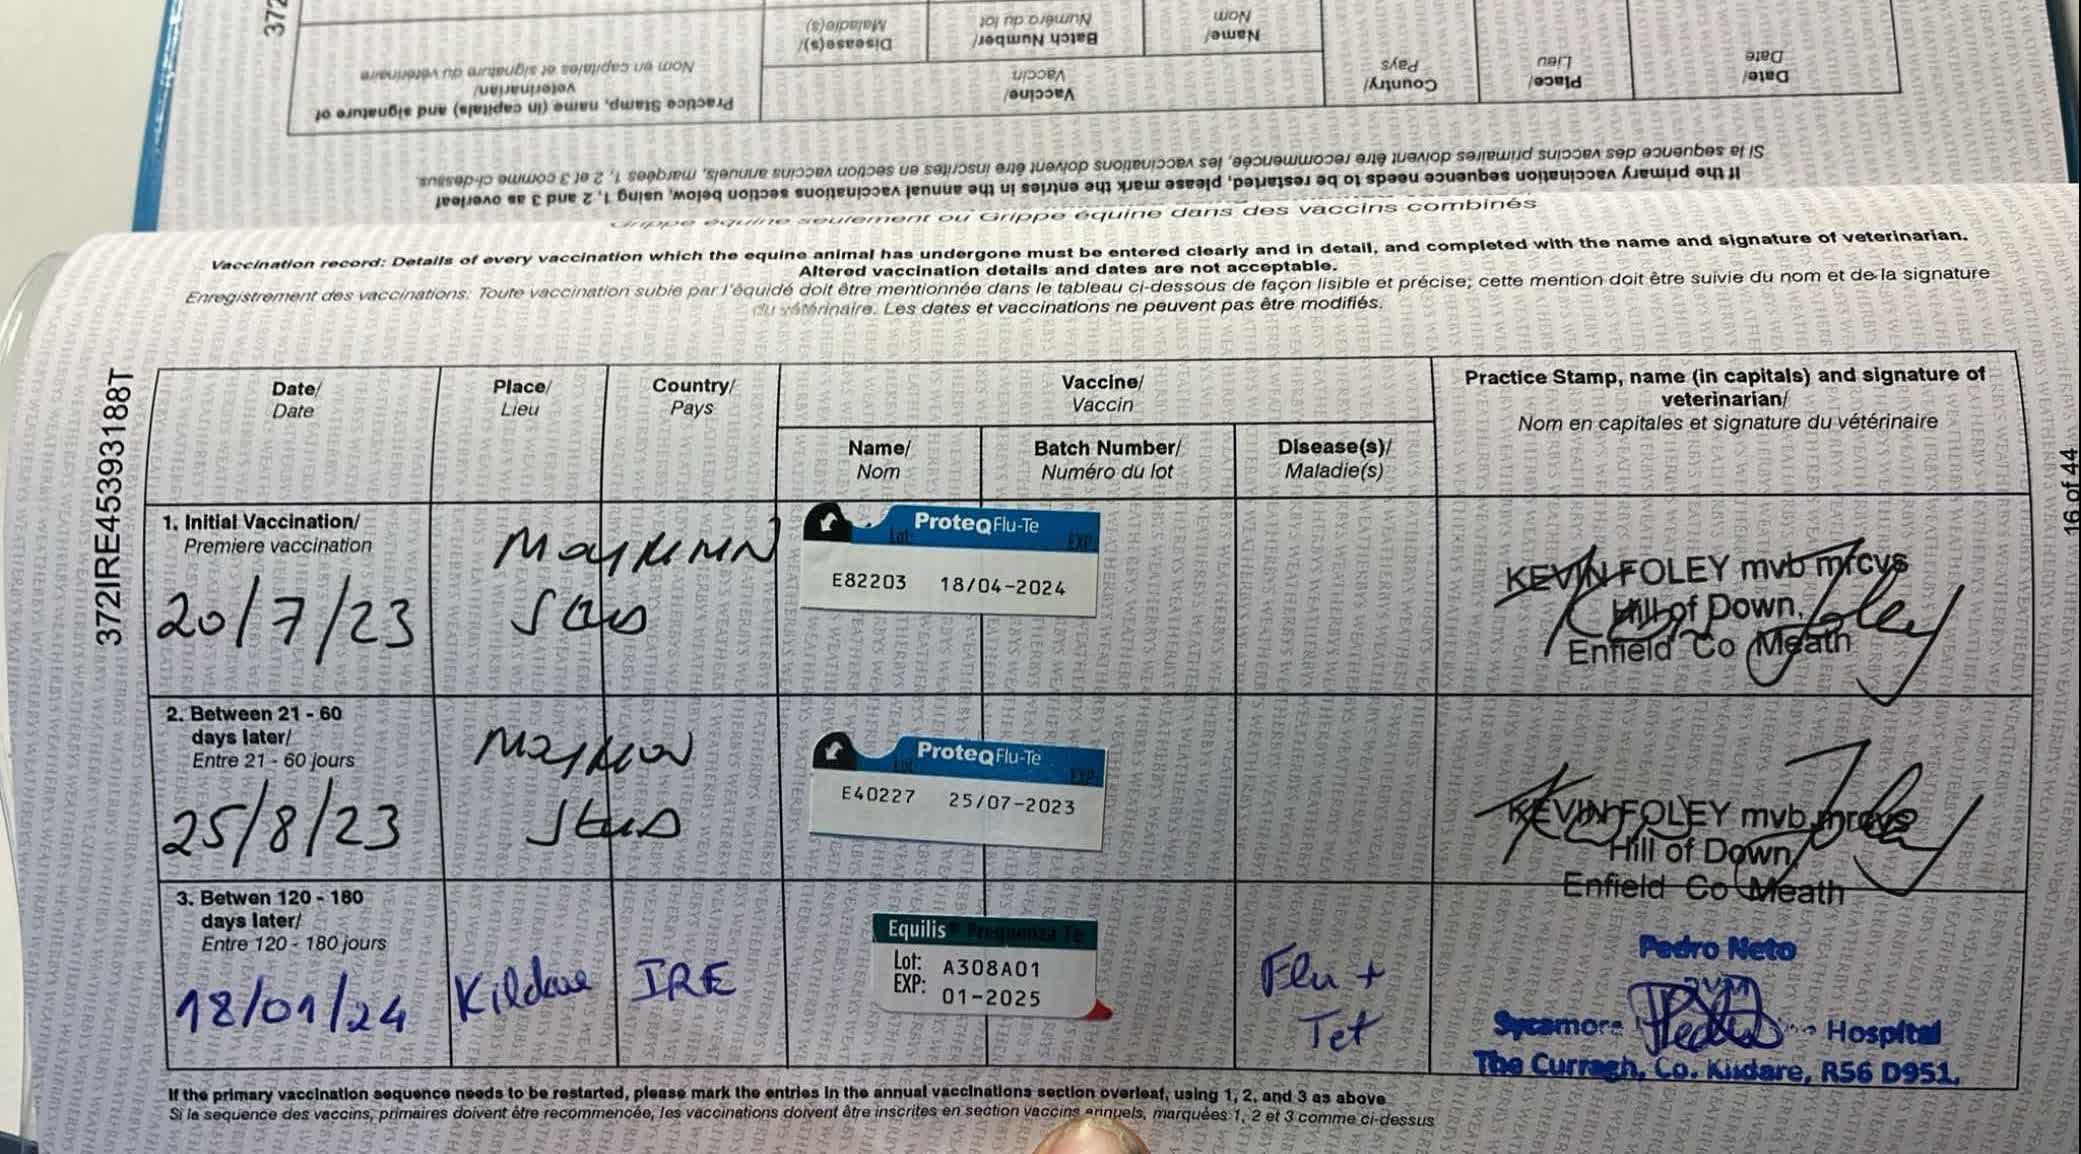 372
Practice Stamp, name (in capitals) and signature of
veterinarian/
Nom en capitales et signature du vétérinaire
Vaccine/
Vaccin
Disease(s)/
Maladie(s)
Batch Number/
Numéro du lot
Name/
Nom
Country/
Pays
Place/
Lieu
Date/
Date
If the primary vaccination sequence needs to be restarted, please mark the entries in the annual vaccinations section below, using 1, 2 and 3 as overleaf
Si la sequence des vaccins primaires doivent être recommencée, les vaccinations doivent être inscrites en section vaccins annuels, marquées 1, 2 et 3 comme ci-dessus.
Grippe équine seulement ou Grippe équine dans des vaccins combinés
Vaccination record: Details of every vaccination which the equine animal has undergone must be entered clearly and in detail, and completed with the name and signature of veterinarian.
Altered vaccination details and dates are not acceptable.
Enregistrement des vaccinations: Toute vaccination subie par l'équidé doit être mentionnée dans le tableau ci-dessous de façon lisible et précise; cette mention doit être suivie du nom et de la signature
du vétérinaire. Les dates et vaccinations ne peuvent pas être modifiés.
372IRE45393188T
16 of 44
Date/
Date
Place/
Lieu
Country/
Pays
Vaccine/
Vaccin
Name/
Nom
Batch Number/
Numéro du lot
Disease(s)/
Maladie(s)
Practice Stamp, name (in capitals) and signature of
veterinarian/
Nom en capitales et signature du vétérinaire
1. Initial Vaccination/
Premiere vaccination
20/7/23
Stud
ProteqFlu-Te
Lot: EXP:
E82203 18/04-2024
KEVIN FOLEY mvb mrcvs
Hill of Down,
Enfield Co Meath
2. Between 21 - 60
days later/
Entre 21 - 60 jours
25/8/23
Stud
ProteqFlu-Te
Lot: EXP:
E40227 25/07-2023
KEVIN FOLEY mvb mrcvs
Hill of Down,
Enfield Co Meath
3. Betwen 120 - 180
days later/
Entre 120 - 180 jours
18/01/24
Kildare
IRE
Equilis Prequenza Te
Lot: A308A01
EXP: 01-2025
Flu +
Tet
Pedro Neto
Sycamore Hospital
The Curragh, Co. Kildare, R56 D951.
If the primary vaccination sequence needs to be restarted, please mark the entries in the annual vaccinations section overleaf, using 1, 2, and 3 as above
Si la sequence des vaccins, primaires doivent être recommencée, les vaccinations doivent être inscrites en section vaccins annuels, marquées 1, 2 et 3 comme ci-dessus